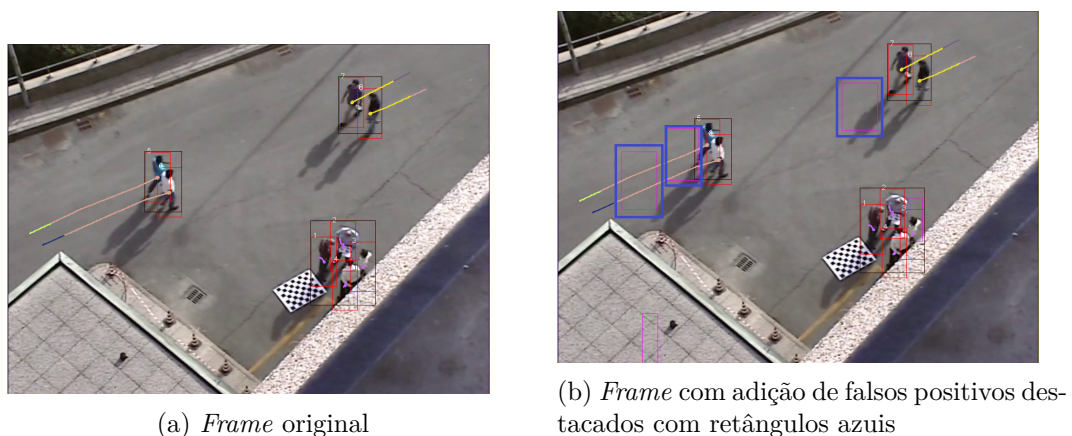 (a) Frame original
(b) Frame com adição de falsos positivos des-
tacados com retângulos azuis